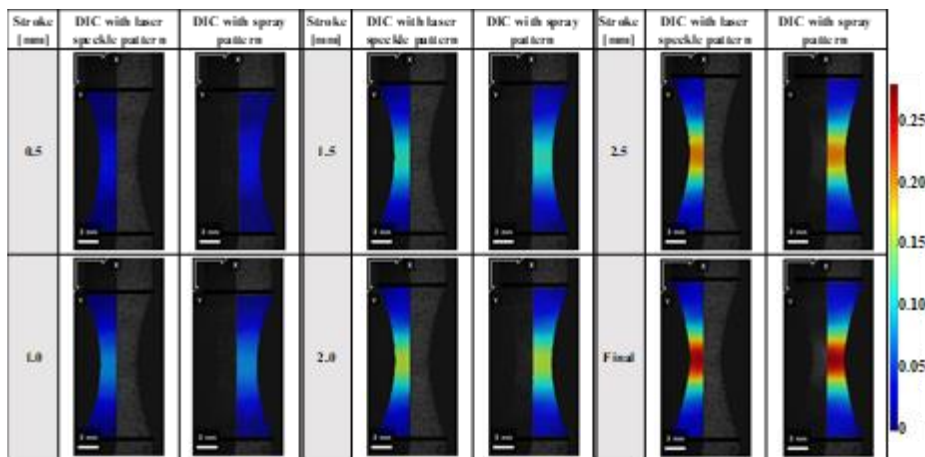 Stroke [mm] DIC with laser speckle pattern DIC with spray pattern Stroke [mm] DIC with laser speckle pattern DIC with spray pattern Stroke [mm] DIC with laser speckle pattern DIC with spray pattern
0.5 1.5 2.5
1.0 2.0 Final
0.25
0.20
0.15
0.10
0.05
0